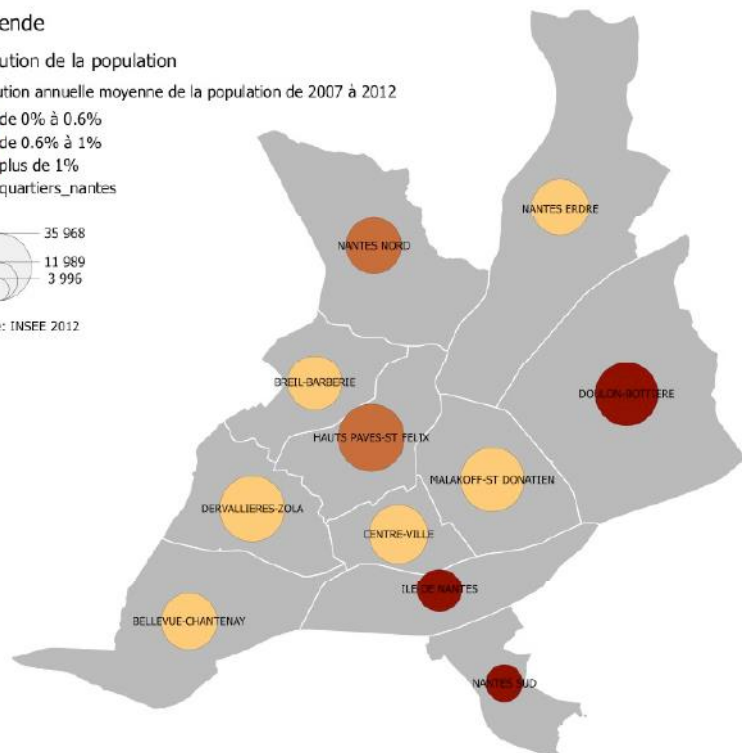 ende
ution de la population
ution annuelle moyenne de la population de 2007 à 2012
de 0% à 0.6%
de 0.6% à 1%
plus de 1%
quartiers_nantes
35 968
11 989
3 996
: INSEE 2012
NANTES ERDRE
NANTES NORD
BREIL-BARBERIE
DOULON-BOTTIERE
HAUTS PAVES-ST FELIX
MALAKOFF-ST DONATIEN
DERVALLIERES-ZOLA
CENTRE-VILLE
ILE DE NANTES
BELLEVUE-CHANTENAY
NANTES SUD